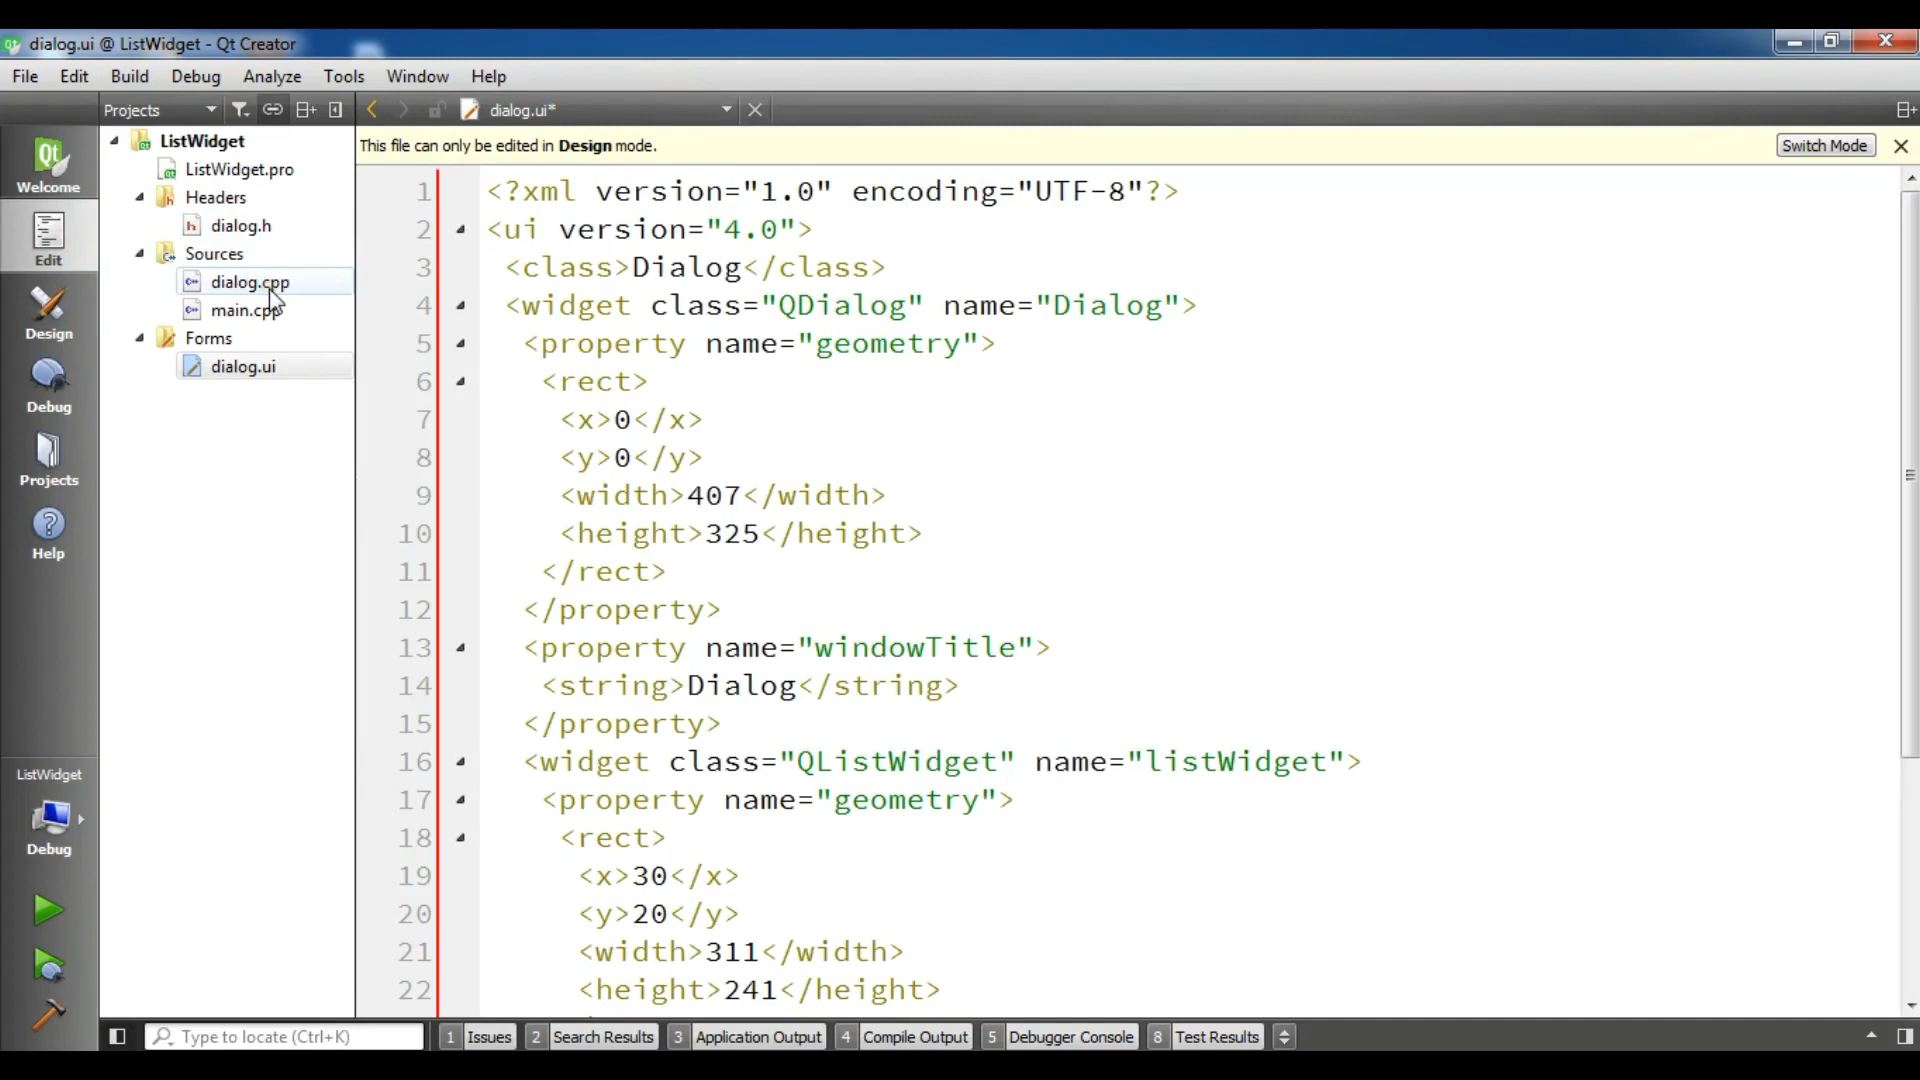 dialog.ui @ ListWidget - Qt Creator
File Edit Build Debug Analyze Tools Window Help
Projects
dialog.ui*
This file can only be edited in Design mode.
Switch Mode
Welcome
Edit
Design
Debug
Projects
Help
ListWidget
Debug
ListWidget
ListWidget.pro
Headers
dialog.h
Sources
dialog.cpp
main.cpp
Forms
dialog.ui
1 <?xml version="1.0" encoding="UTF-8"?>
2 <ui version="4.0">
3 <class>Dialog</class>
4 <widget class="QDialog" name="Dialog">
5 <property name="geometry">
6 <rect>
7 <x>0</x>
8 <y>0</y>
9 <width>407</width>
10 <height>325</height>
11 </rect>
12 </property>
13 <property name="windowTitle">
14 <string>Dialog</string>
15 </property>
16 <widget class="QListWidget" name="listWidget">
17 <property name="geometry">
18 <rect>
19 <x>30</x>
20 <y>20</y>
21 <width>311</width>
22 <height>241</height>
Type to locate (Ctrl+K)
1 Issues 2 Search Results 3 Application Output 4 Compile Output 5 Debugger Console 8 Test Results